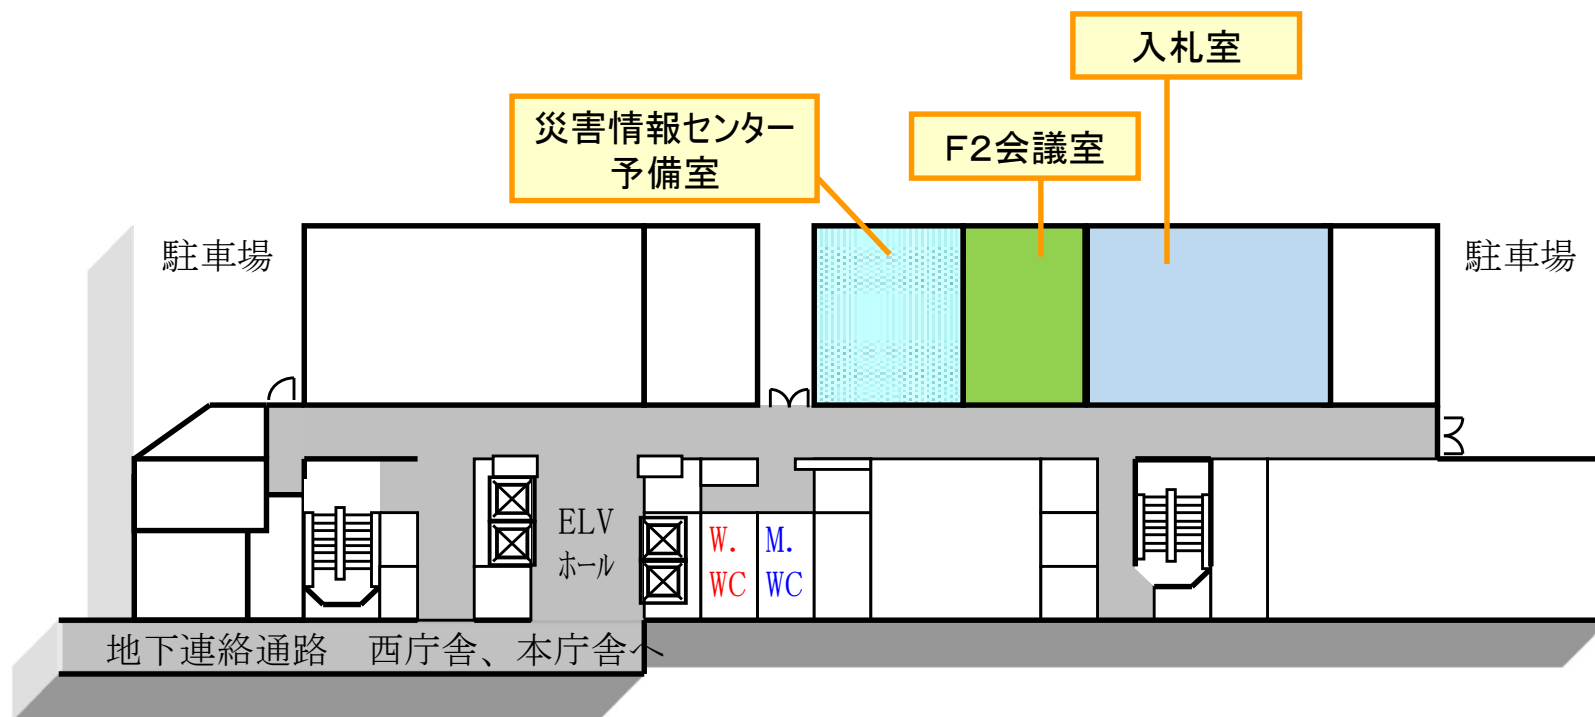 入札室
災害情報センター
予備室
F2会議室
駐車場
駐車場
ELV
ホール
W.
WC
M.
WC
地下連絡通路　西庁舎、本庁舎へ